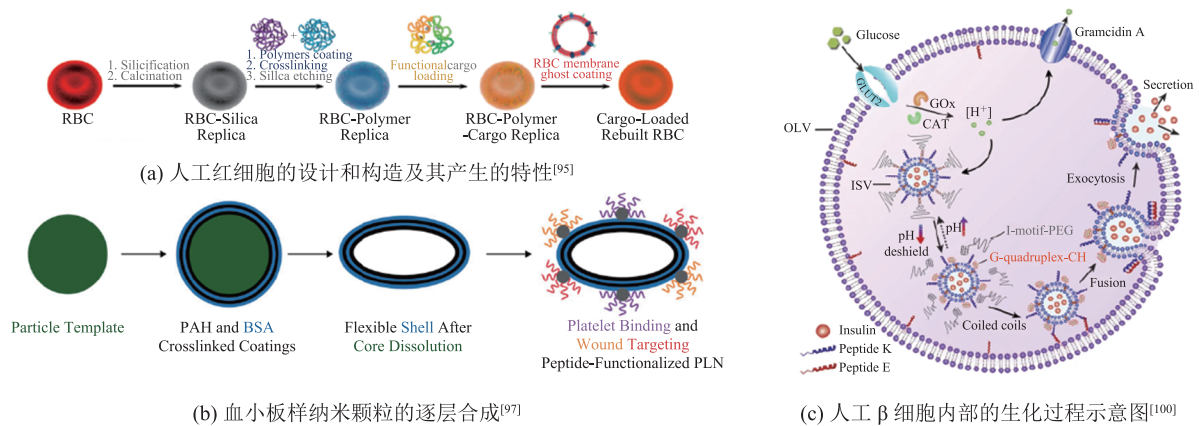 1. Silicification
2. Calcination
1. Polymers coating
2. Crosslinking
3. Sillca etching
Functionalcargo
loading
RBC membrane
ghost coating
RBC
RBC-Silica
Replica
RBC-Polymer
Replica
RBC-Polymer
-Cargo Replica
Cargo-Loaded
Rebuilt RBC
(a) 人工红细胞的设计和构造及其产生的特性[95]
Particle Template
PAH and BSA
Crosslinked Coatings
Flexible Shell After
Core Dissolution
Platelet Binding and
Wound Targeting
Peptide-Functionalized PLN
(b) 血小板样纳米颗粒的逐层合成[97]
Glucose
Gramcidin A
GLUT2
GOx
CAT
[H+]
Secretion
OLV
ISV
Exocytosis
pH
deshield
pH
I-motif-PEG
G-quadruplex-CH
Fusion
Coiled coils
Insulin
Peptide K
Peptide E
(c) 人工 β 细胞内部的生化过程示意图[100]